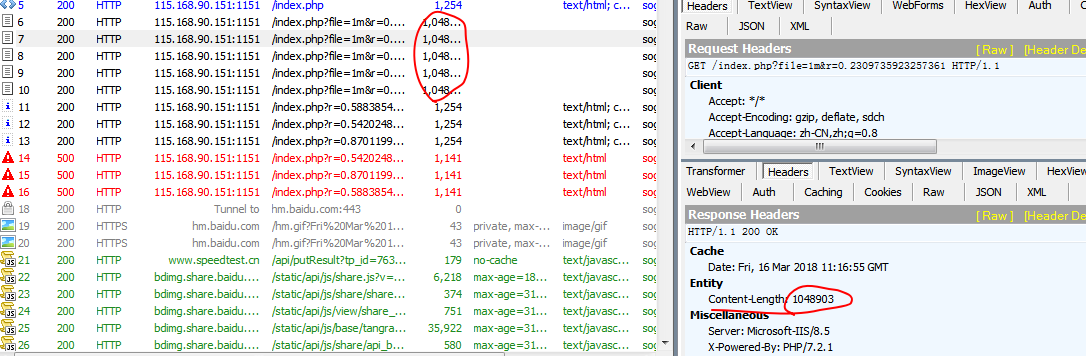 5 200 HTTP 115.168.90.151:1151 /index.php 1,254 text/html; c... sog
6 200 HTTP 115.168.90.151:1151 /index.php?file=1m&r=0.... 1,048... sog
7 200 HTTP 115.168.90.151:1151 /index.php?file=1m&r=0.... 1,048... sog
8 200 HTTP 115.168.90.151:1151 /index.php?file=1m&r=0.... 1,048... sog
9 200 HTTP 115.168.90.151:1151 /index.php?file=1m&r=0.... 1,048... sog
10 200 HTTP 115.168.90.151:1151 /index.php?file=1m&r=0.... 1,048... sog
11 200 HTTP 115.168.90.151:1151 /index.php?r=0.5883854... 1,254 text/html; c... sog
12 200 HTTP 115.168.90.151:1151 /index.php?r=0.5420248... 1,254 text/html; c... sog
13 200 HTTP 115.168.90.151:1151 /index.php?r=0.8701199... 1,254 text/html; c... sog
14 500 HTTP 115.168.90.151:1151 /index.php?r=0.5420248... 1,141 text/html sog
15 500 HTTP 115.168.90.151:1151 /index.php?r=0.8701199... 1,141 text/html sog
16 500 HTTP 115.168.90.151:1151 /index.php?r=0.5883854... 1,141 text/html sog
18 200 HTTP Tunnel to hm.baidu.com:443 0 sog
19 200 HTTPS hm.baidu.com /hm.gif?Fri%20Mar%201... 43 private, max-... image/gif sog
20 200 HTTPS hm.baidu.com /hm.gif?Fri%20Mar%201... 43 private, max-... image/gif sog
21 200 HTTP www.speedtest.cn /api/putResult?tp_id=763... 179 no-cache text/javasc... sog
22 200 HTTP bdimg.share.baidu.... /static/api/js/share.js?v=... 6,218 max-age=18... text/javasc... sog
23 200 HTTP bdimg.share.baidu.... /static/api/js/share/share... 374 max-age=31... text/javasc... sog
24 200 HTTP bdimg.share.baidu.... /static/api/js/view/share_... 751 max-age=31... text/javasc... sog
25 200 HTTP bdimg.share.baidu.... /static/api/js/base/tangra... 35,922 max-age=31... text/javasc... sog
26 200 HTTP bdimg.share.baidu.... /static/api/js/share/api_b... 580 max-age=31... text/javasc... sog
Headers TextView SyntaxView WebForms HexView Auth C
Raw JSON XML
Request Headers [ Raw ] [Header De
GET /index.php?file=1m&r=0.2309735923257361 HTTP/1.1
Client
Accept: */*
Accept-Encoding: gzip, deflate, sdch
Accept-Language: zh-CN,zh;q=0.8
Transformer Headers TextView SyntaxView ImageView HexView
WebView Auth Caching Cookies Raw JSON XML
Response Headers [ Raw ] [Header De
HTTP/1.1 200 OK
Cache
Date: Fri, 16 Mar 2018 11:16:55 GMT
Entity
Content-Length: 1048903
Miscellaneous
Server: Microsoft-IIS/8.5
X-Powered-By: PHP/7.2.1